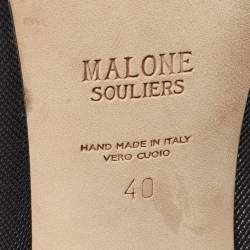 MALONE
SOULIERS
HAND MADE IN ITALY
VERO CUOIO
40